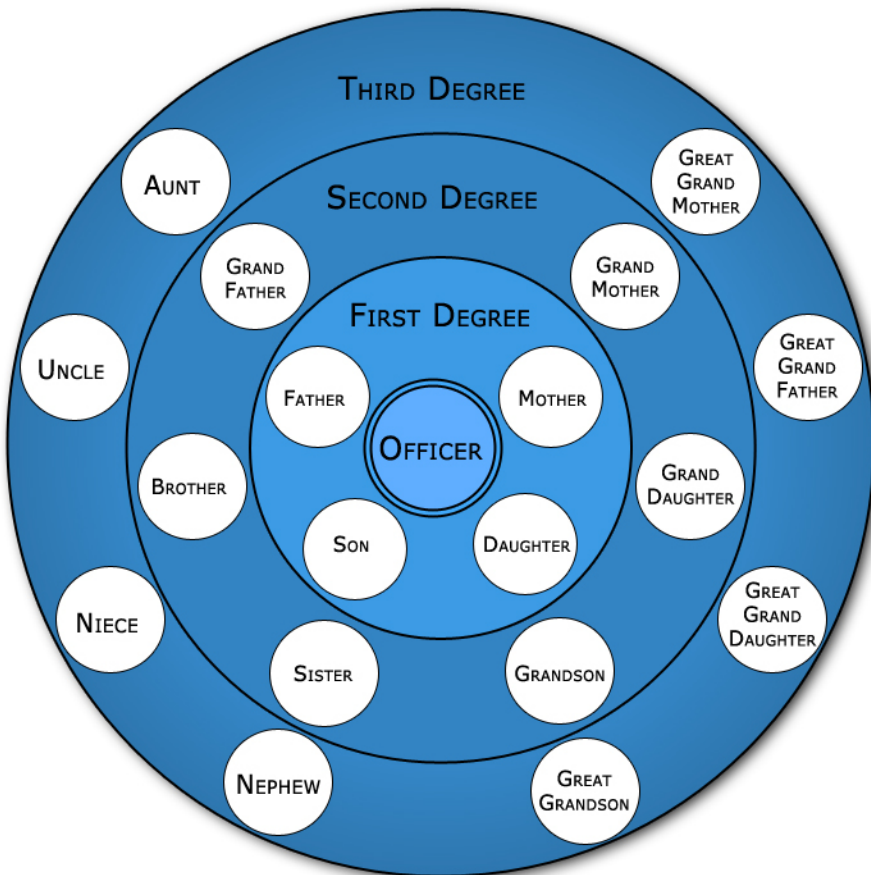 Third Degree
Aunt
Great
Grand
Mother
Second Degree
Grand
Father
Grand
Mother
First Degree
Uncle
Great
Grand
Father
Father
Mother
Officer
Brother
Grand
Daughter
Son
Daughter
Niece
Great
Grand
Daughter
Sister
Grandson
Nephew
Great
Grandson